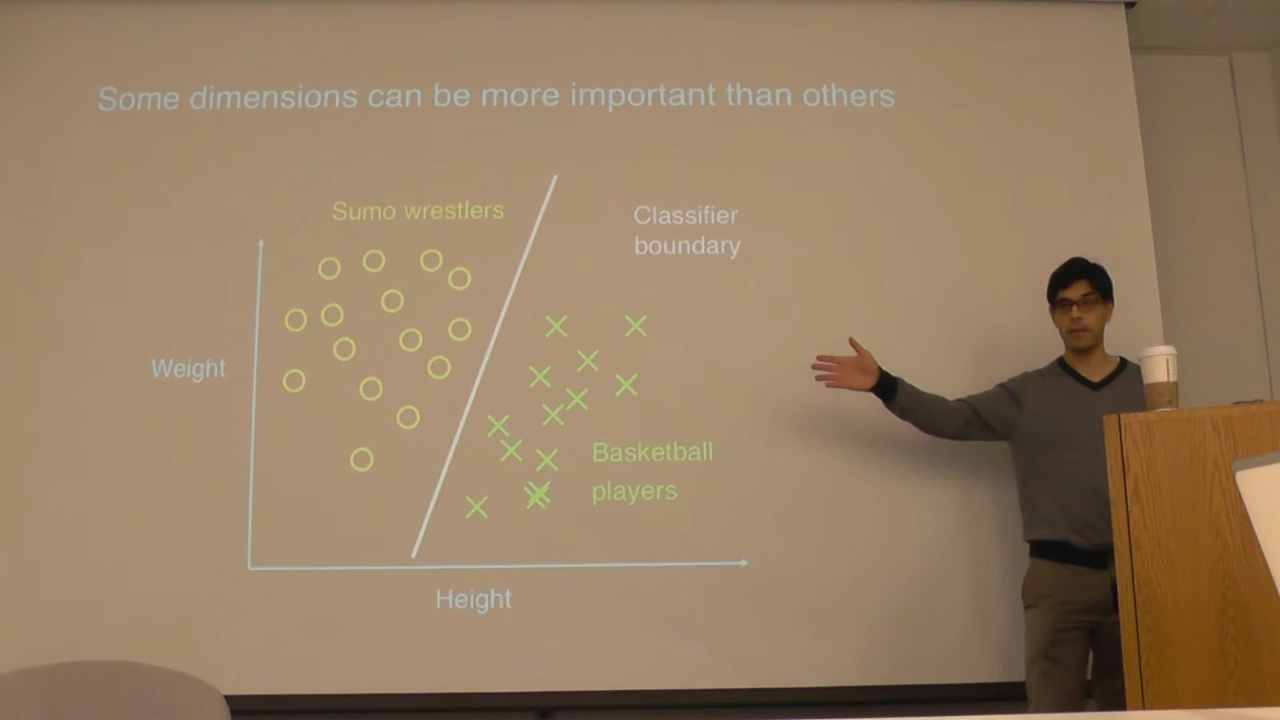 Some dimensions can be more important than others
Sumo wrestlers
Classifier
boundary
Weight
Basketball
players
Height